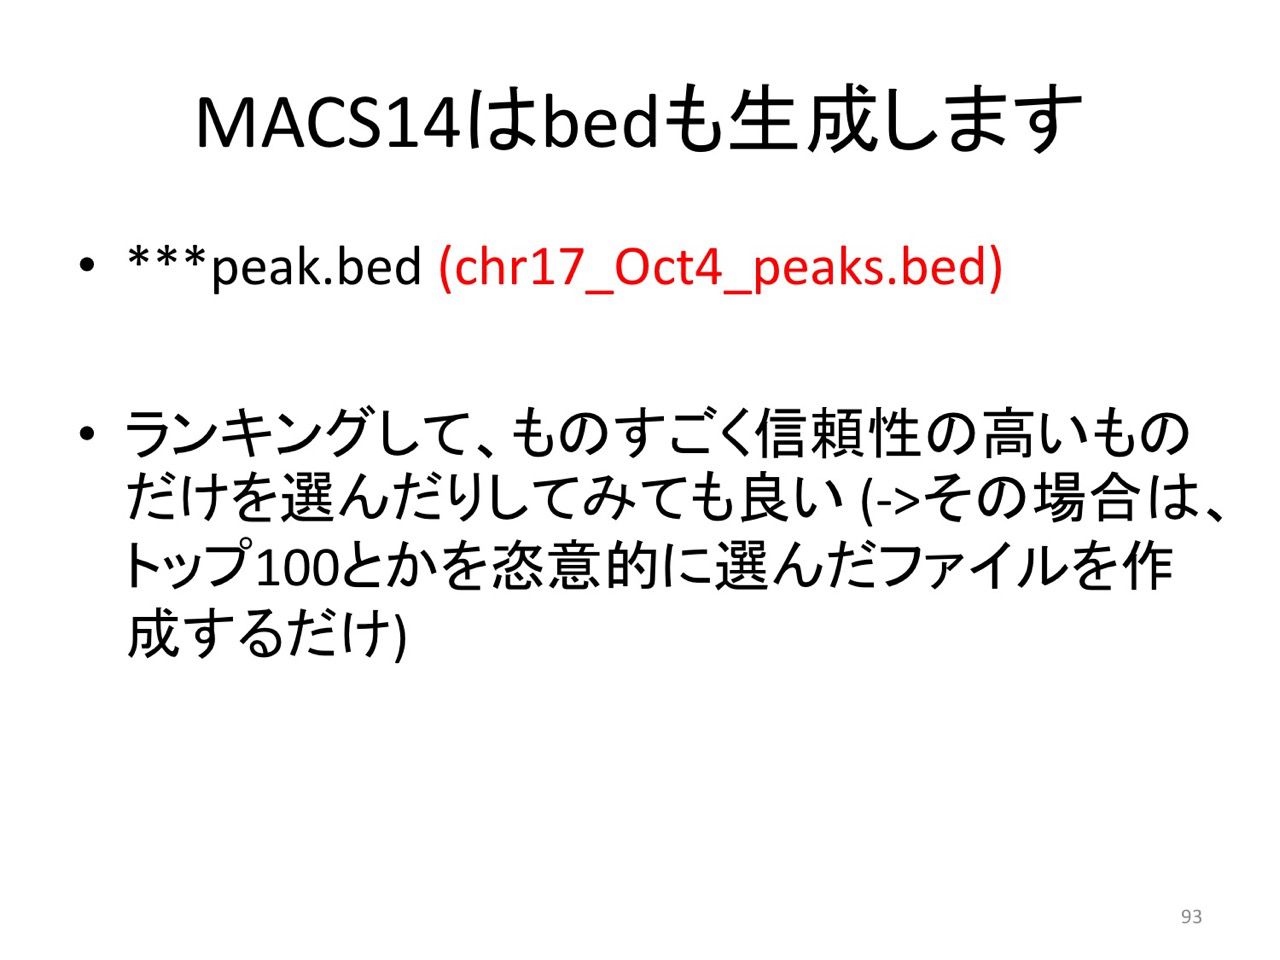 MACS14はbedも生成します
• ***peak.bed (chr17_Oct4_peaks.bed)
• ランキングして、ものすごく信頼性の高いもの
だけを選んだりしてみても良い (->その場合は、
トップ100とかを恣意的に選んだファイルを作
成するだけ)
93